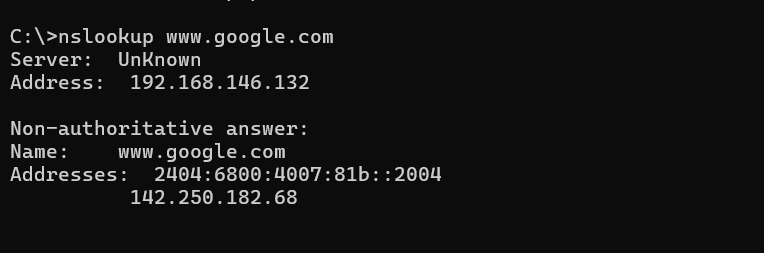 C:\>nslookup www.google.com
Server:  UnKnown
Address:  192.168.146.132

Non-authoritative answer:
Name:    www.google.com
Addresses:  2404:6800:4007:81b::2004
          142.250.182.68